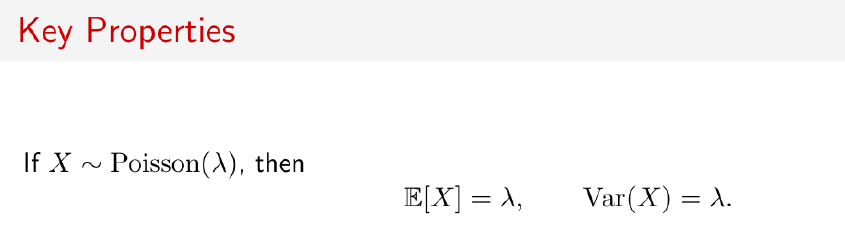 Key Properties
If X ∼ Poisson(λ), then
𝔼[X] = λ, Var(X) = λ.